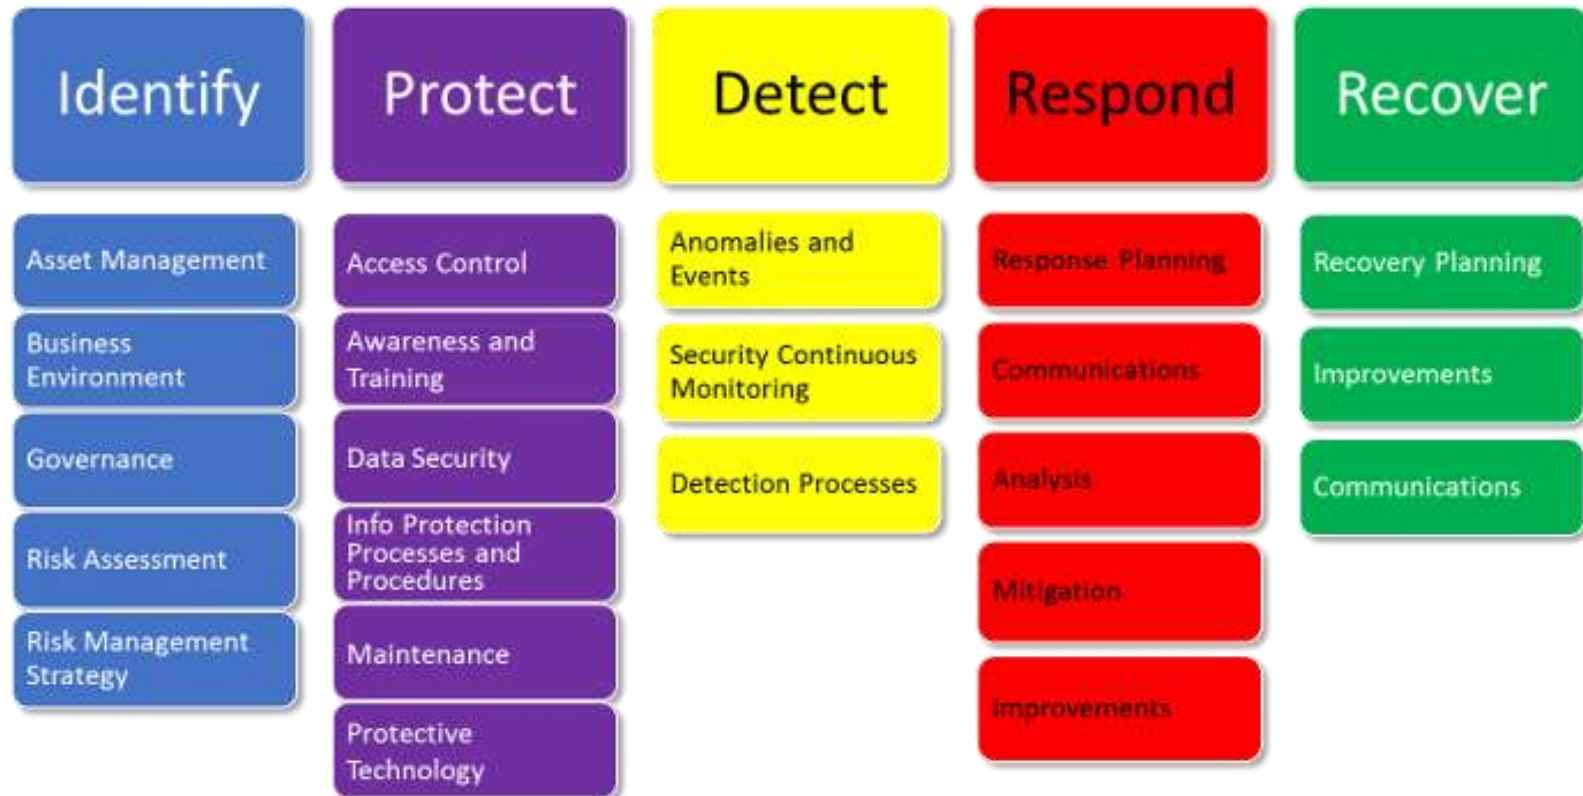 Identify
Protect
Detect
Respond
Recover
Asset Management
Business
Environment
Governance
Risk Assessment
Risk Management
Strategy
Access Control
Awareness and
Training
Data Security
Info Protection
Processes and
Procedures
Maintenance
Protective
Technology
Anomalies and
Events
Security Continuous
Monitoring
Detection Processes
Response Planning
Communications
Analysis
Mitigation
Improvements
Recovery Planning
Improvements
Communications